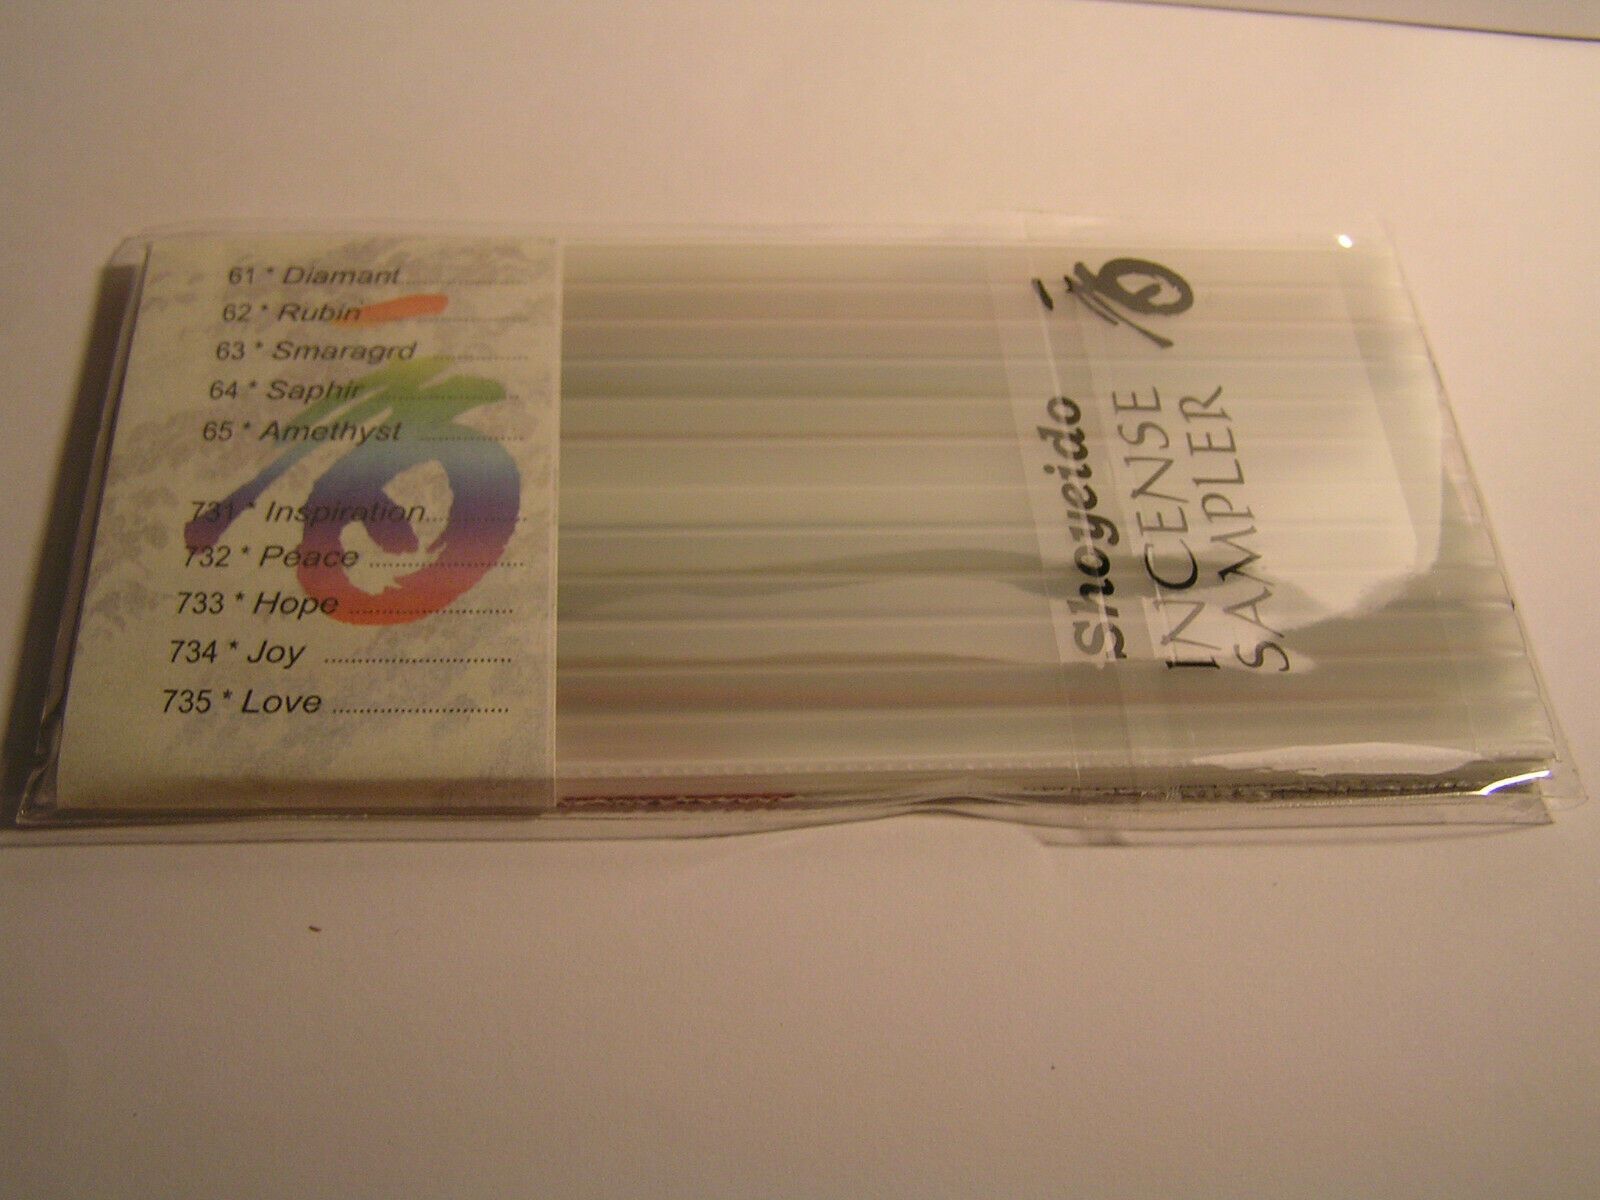 61 * Diamant..................
62 * Rubin ..................
63 * Smaragrd ..................
64 * Saphir ..................
65 * Amethyst ..................
731 * Inspiration..................
732 * Peace ..................
733 * Hope ..................
734 * Joy ..................
735 * Love ..................
Shoyeido
INCENSE
SAMPLER